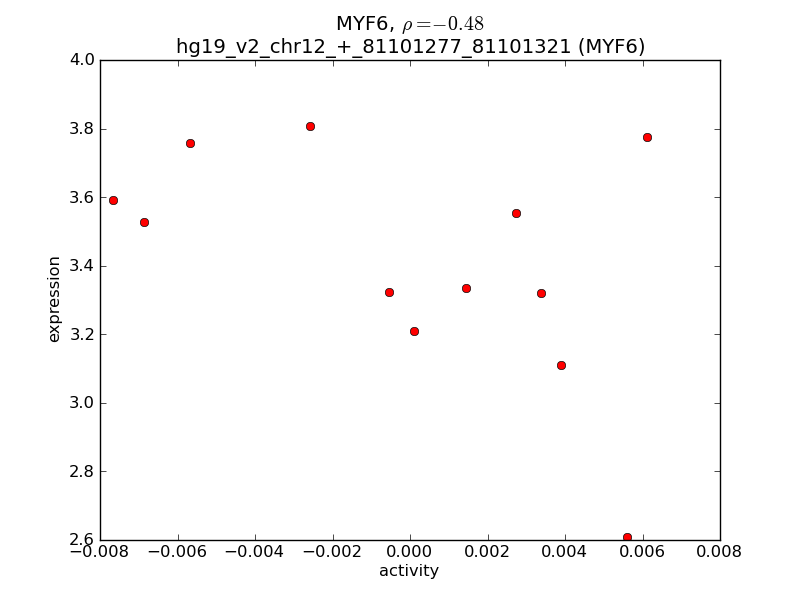 MYF6, ρ=−0.48
hg19_v2_chr12_+_81101277_81101321 (MYF6)
4.0
3.8
3.6
3.4
3.2
3.0
2.8
2.6
expression
−0.008 −0.006 −0.004 −0.002 0.000 0.002 0.004 0.006 0.008
activity